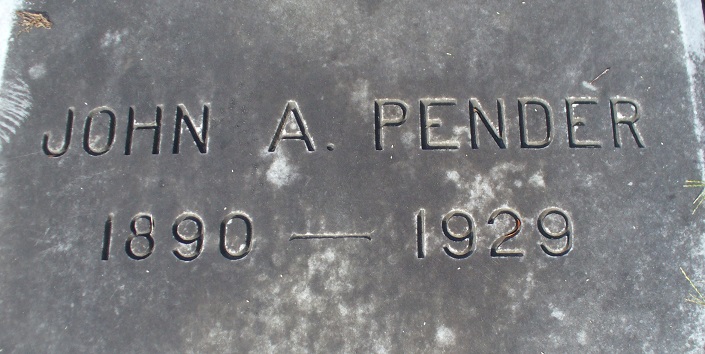 JOHN A. PENDER
1890 — 1929